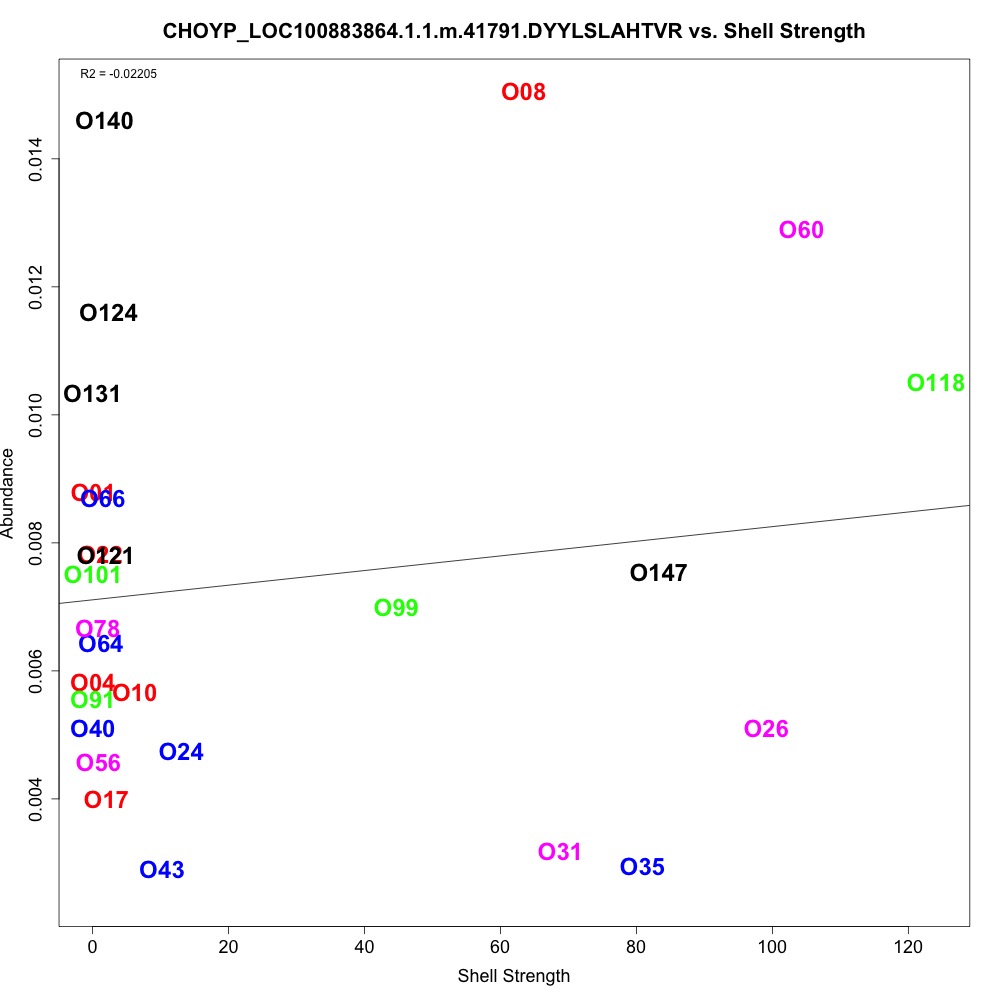 CHOYP_LOC100883864.1.1.m.41791.DYYLSLAHTVR vs. Shell Strength
R2 = -0.02205
O08
O140
O60
O124
O118
O131
O01
O66
O121
O101
O147
O99
O78
O64
O04
O10
O91
O40
O26
O24
O56
O17
O31
O35
O43
0.014
0.012
0.010
0.008
0.006
0.004
Abundance
0 20 40 60 80 100 120
Shell Strength